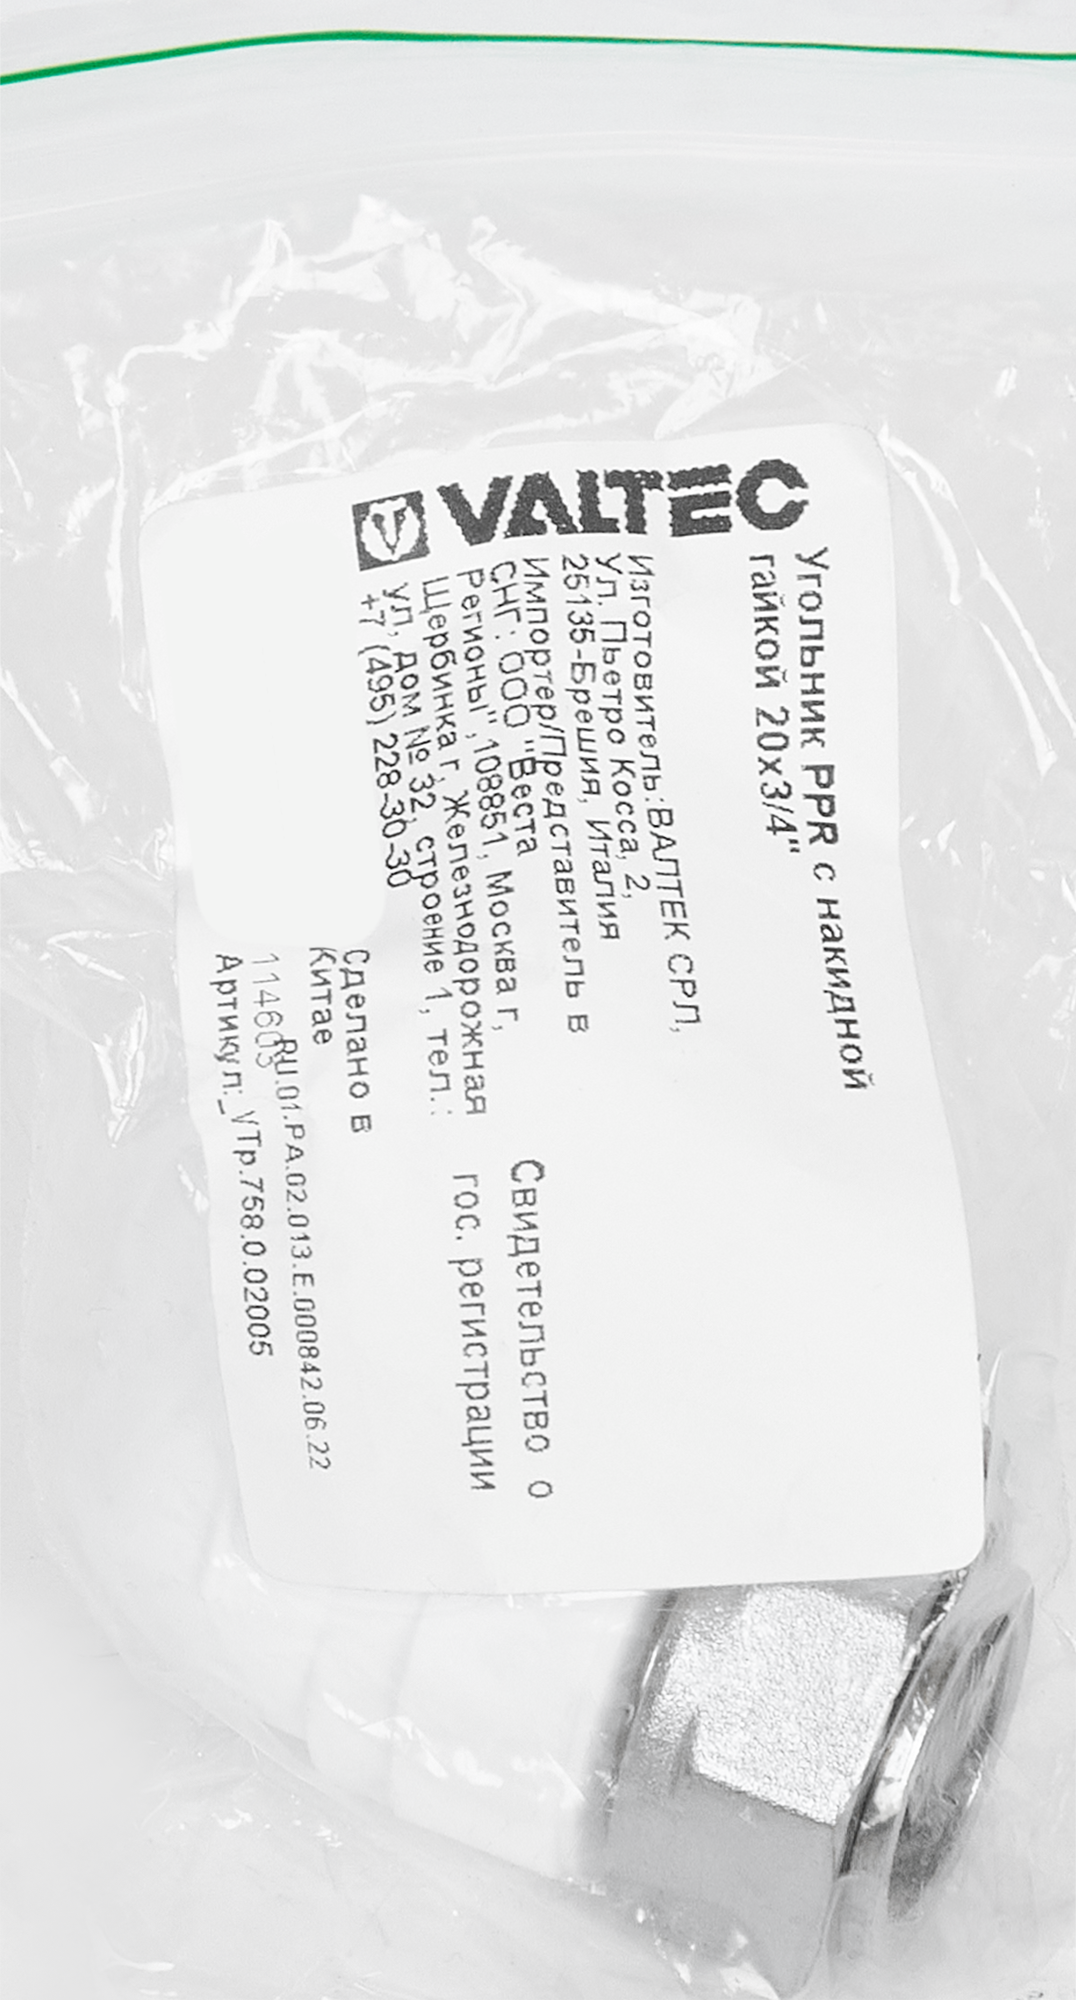 VALTEC
Угольник PPR с накидной
гайкой 20x3/4"
Изготовитель:ВАЛТЕК СРЛ,
Ул. Пьетро Косса, 2,
25135-Брешия, Италия
Импортер/Представитель в
СНГ: ООО "Веста
Регионы", 108851, Москва г,
Щербинка г, Железнодорожная
ул, дом № 32, строение 1, тел.:
+7 (495) 228-30-30
Свидетельство о
гос. регистрации
Сделано в
Китае
RU.01.РА.02.013.Е.000842.06.22
114603
Артикул:_VTp.758.0.02005